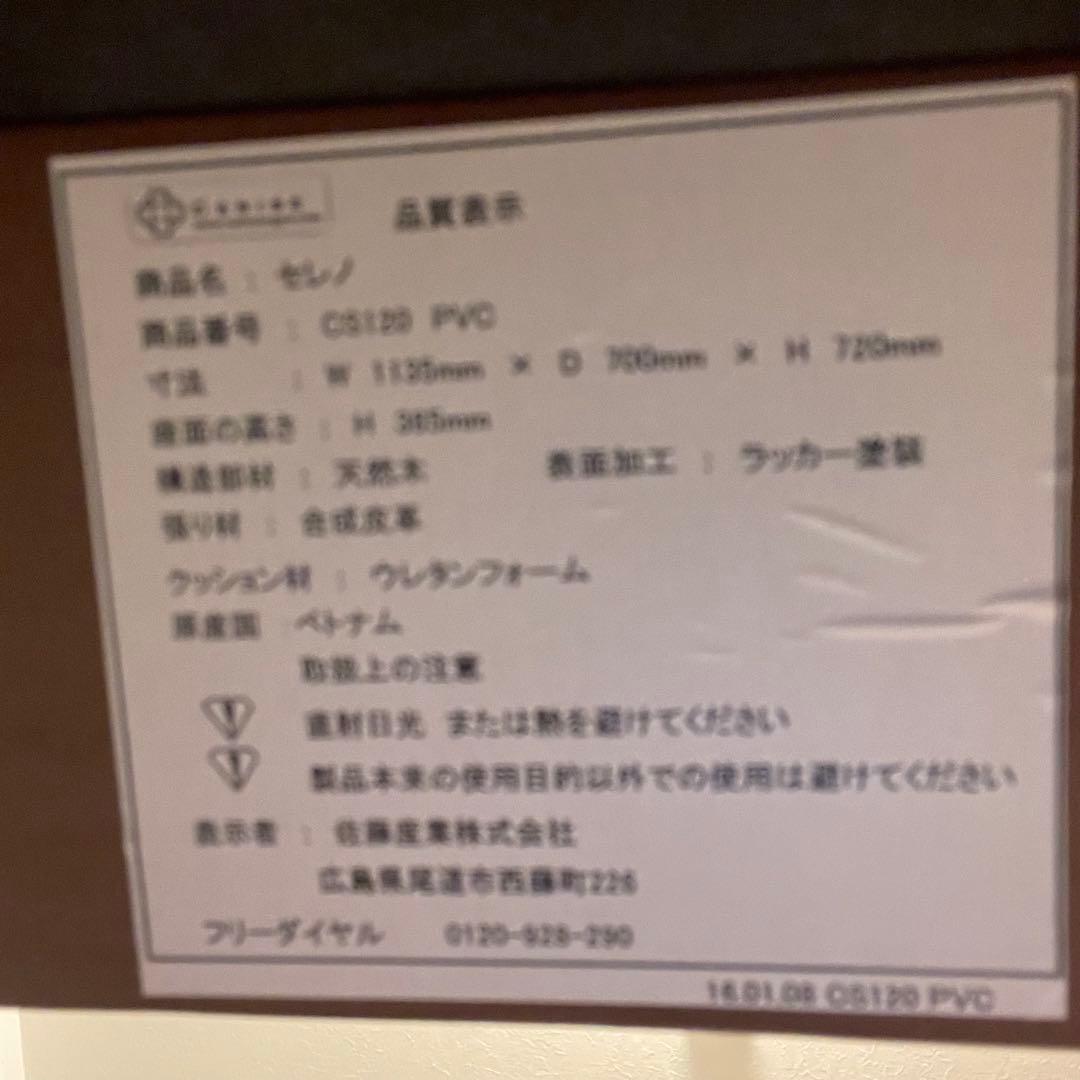 品質表示
商品名 : セレノ
商品番号 : CS120 PVC
寸法 : W 1135mm × D 700mm × H 720mm
座面の高さ : H 385mm
構造部材 : 天然木 表面加工 : ラッカー塗装
張り材 : 合成皮革
クッション材 : ウレタンフォーム
原産国 ベトナム
取扱上の注意
直射日光 または熱を避けてください
製品本来の使用目的以外での使用は避けてください
表示者 : 佐藤産業株式会社
広島県尾道市西藤町226
フリーダイヤル 0120-928-290
16.01.08 CS120 PVC